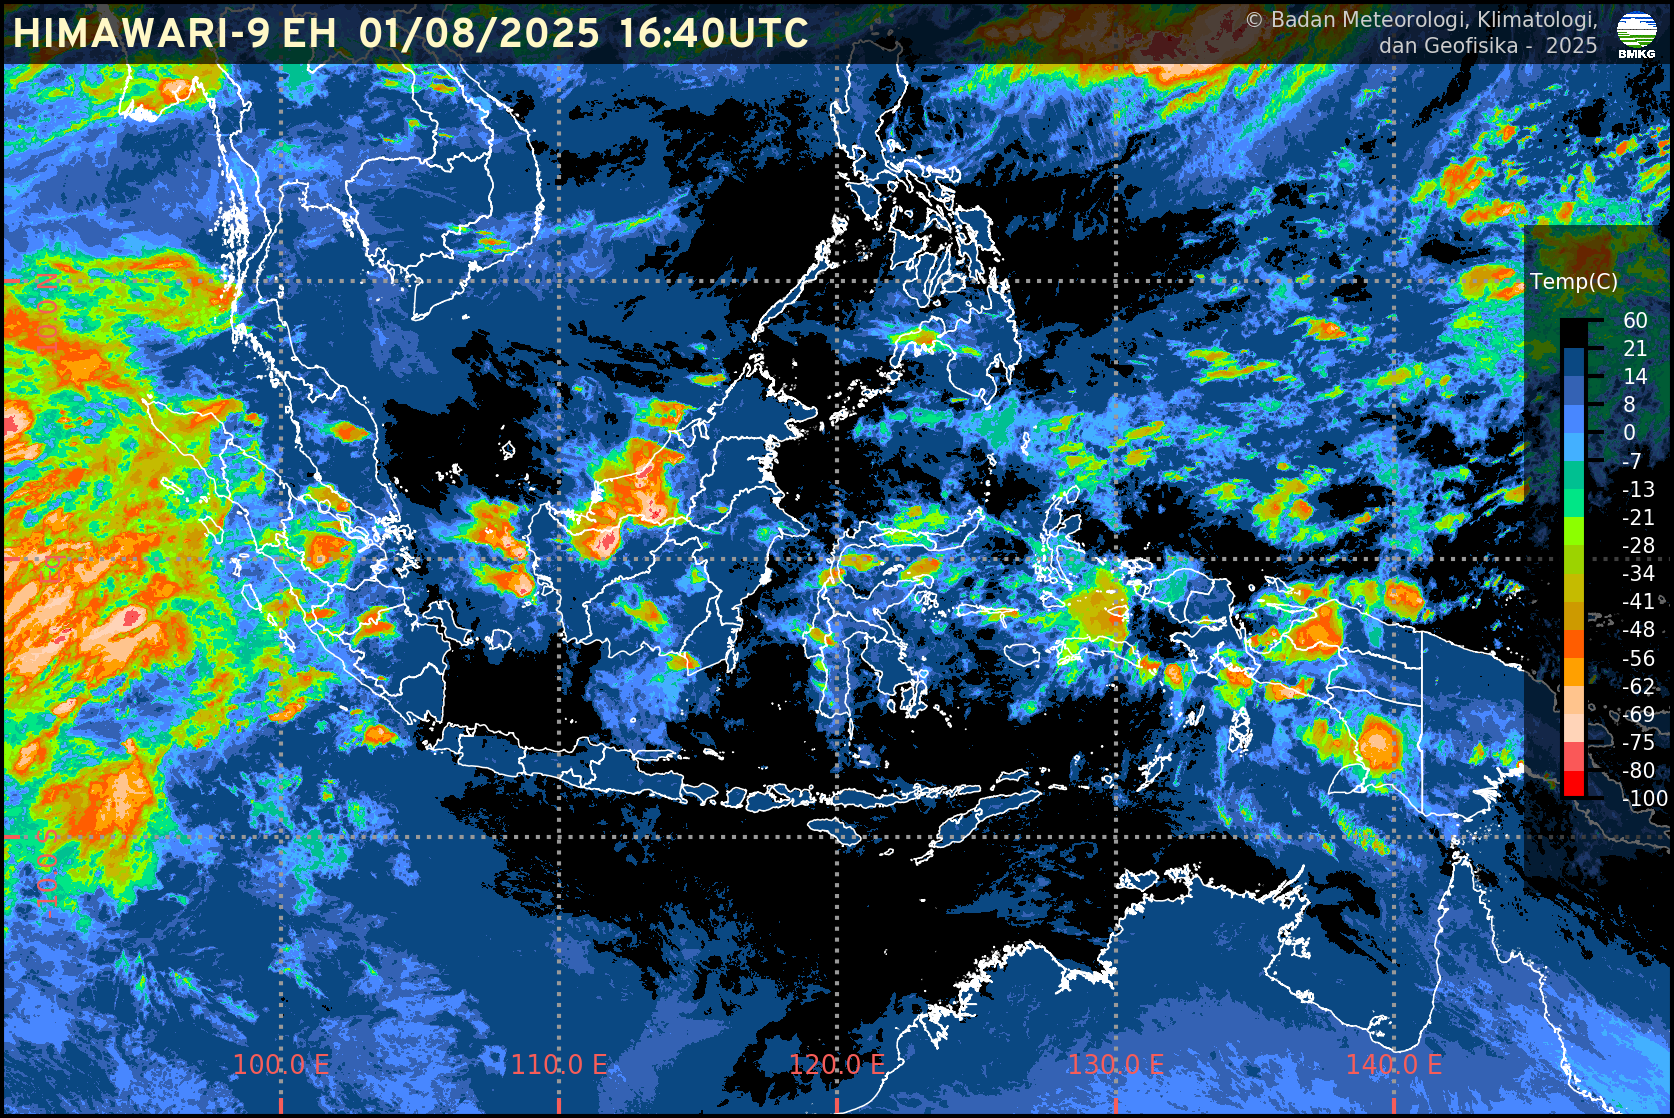 HIMAWARI-9 EH 01/08/2025 16:40UTC
© Badan Meteorologi, Klimatologi,
dan Geofisika - 2025
BMKG
Temp(C)
60
21
14
8
0
-7
-13
-21
-28
-34
-41
-48
-56
-62
-69
-75
-80
-100
-10.0 S
100.0 E
110.0 E
120.0 E
130.0 E
140.0 E